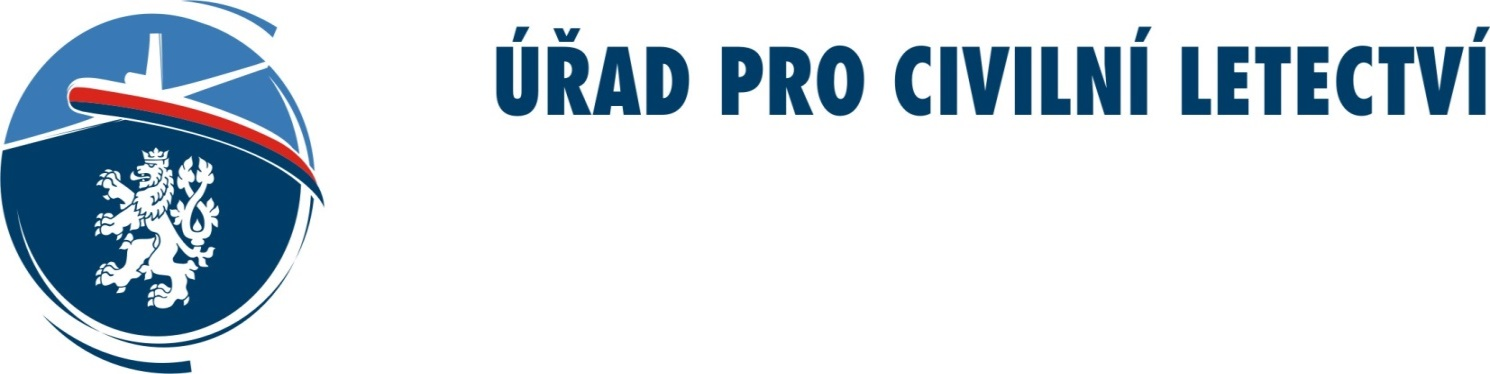 ÚŘAD PRO CIVILNÍ LETECTVÍ